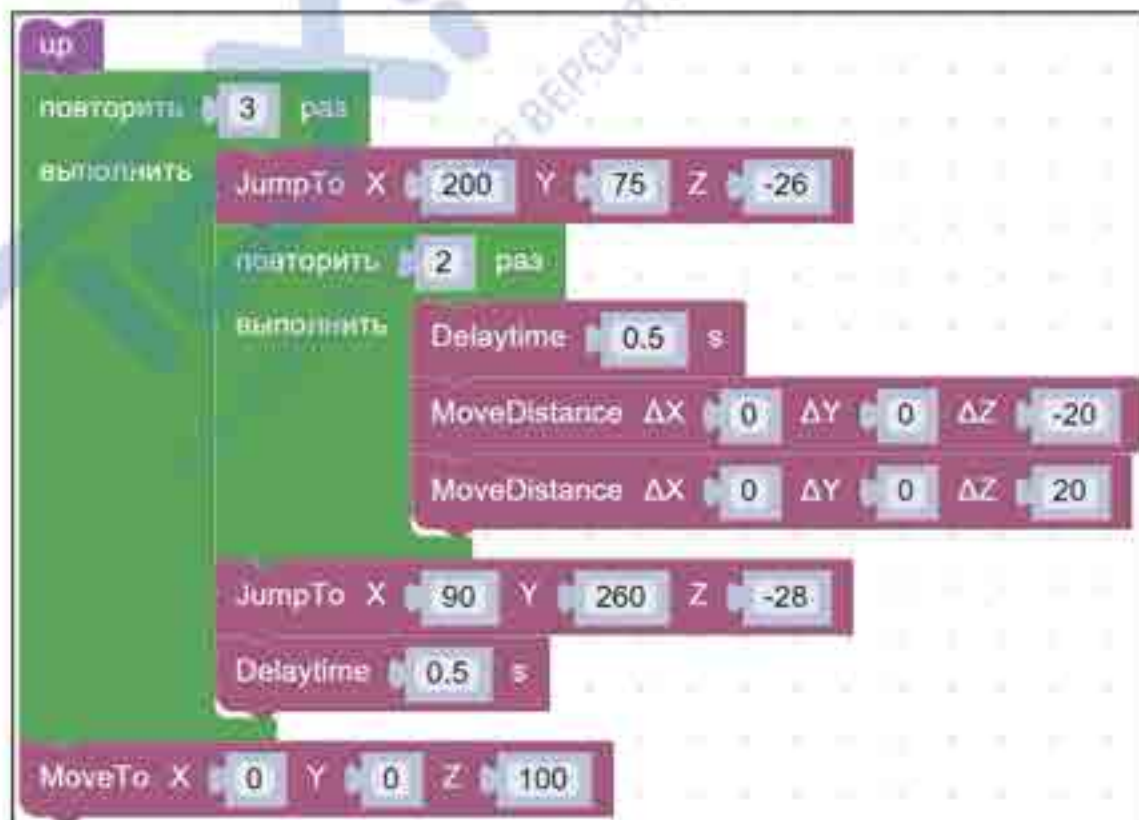 Я ВЕРСИЯ
up
повторить 3 раз
выполнить
JumpTo X 200 Y 75 Z -26
повторить 2 раз
выполнить
Delaytime 0.5 s
MoveDistance ΔX 0 ΔY 0 ΔZ -20
MoveDistance ΔX 0 ΔY 0 ΔZ 20
JumpTo X 90 Y 260 Z -28
Delaytime 0.5 s
MoveTo X 0 Y 0 Z 100